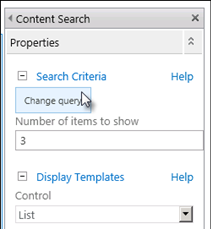 Content Search
Properties
Search Criteria Help
Change query
Number of items to show
3
Display Templates Help
Control
List